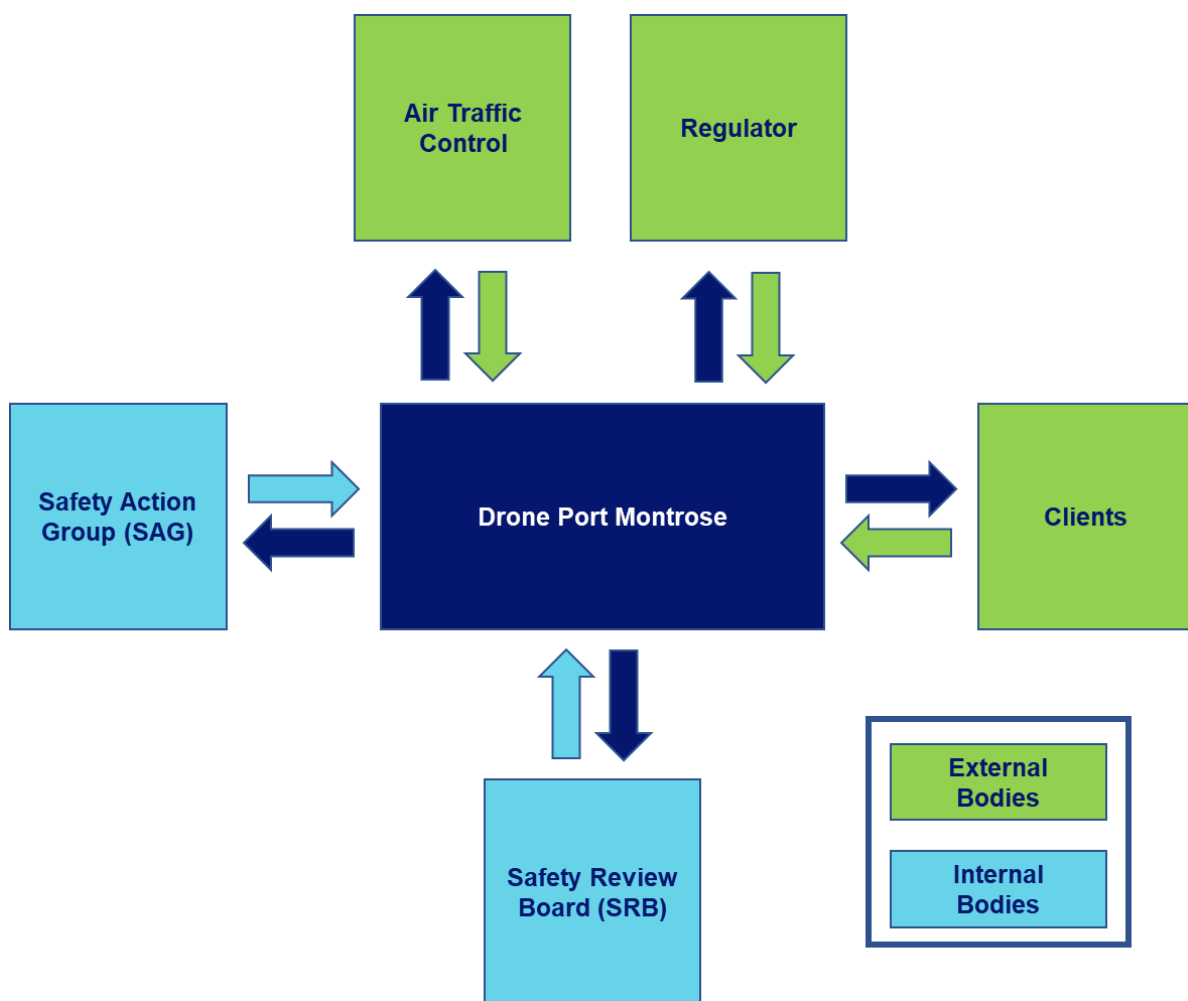 Air Traffic
Control
Regulator
Safety Action
Group (SAG)
Drone Port Montrose
Clients
Safety Review
Board (SRB)
External
Bodies
Internal
Bodies